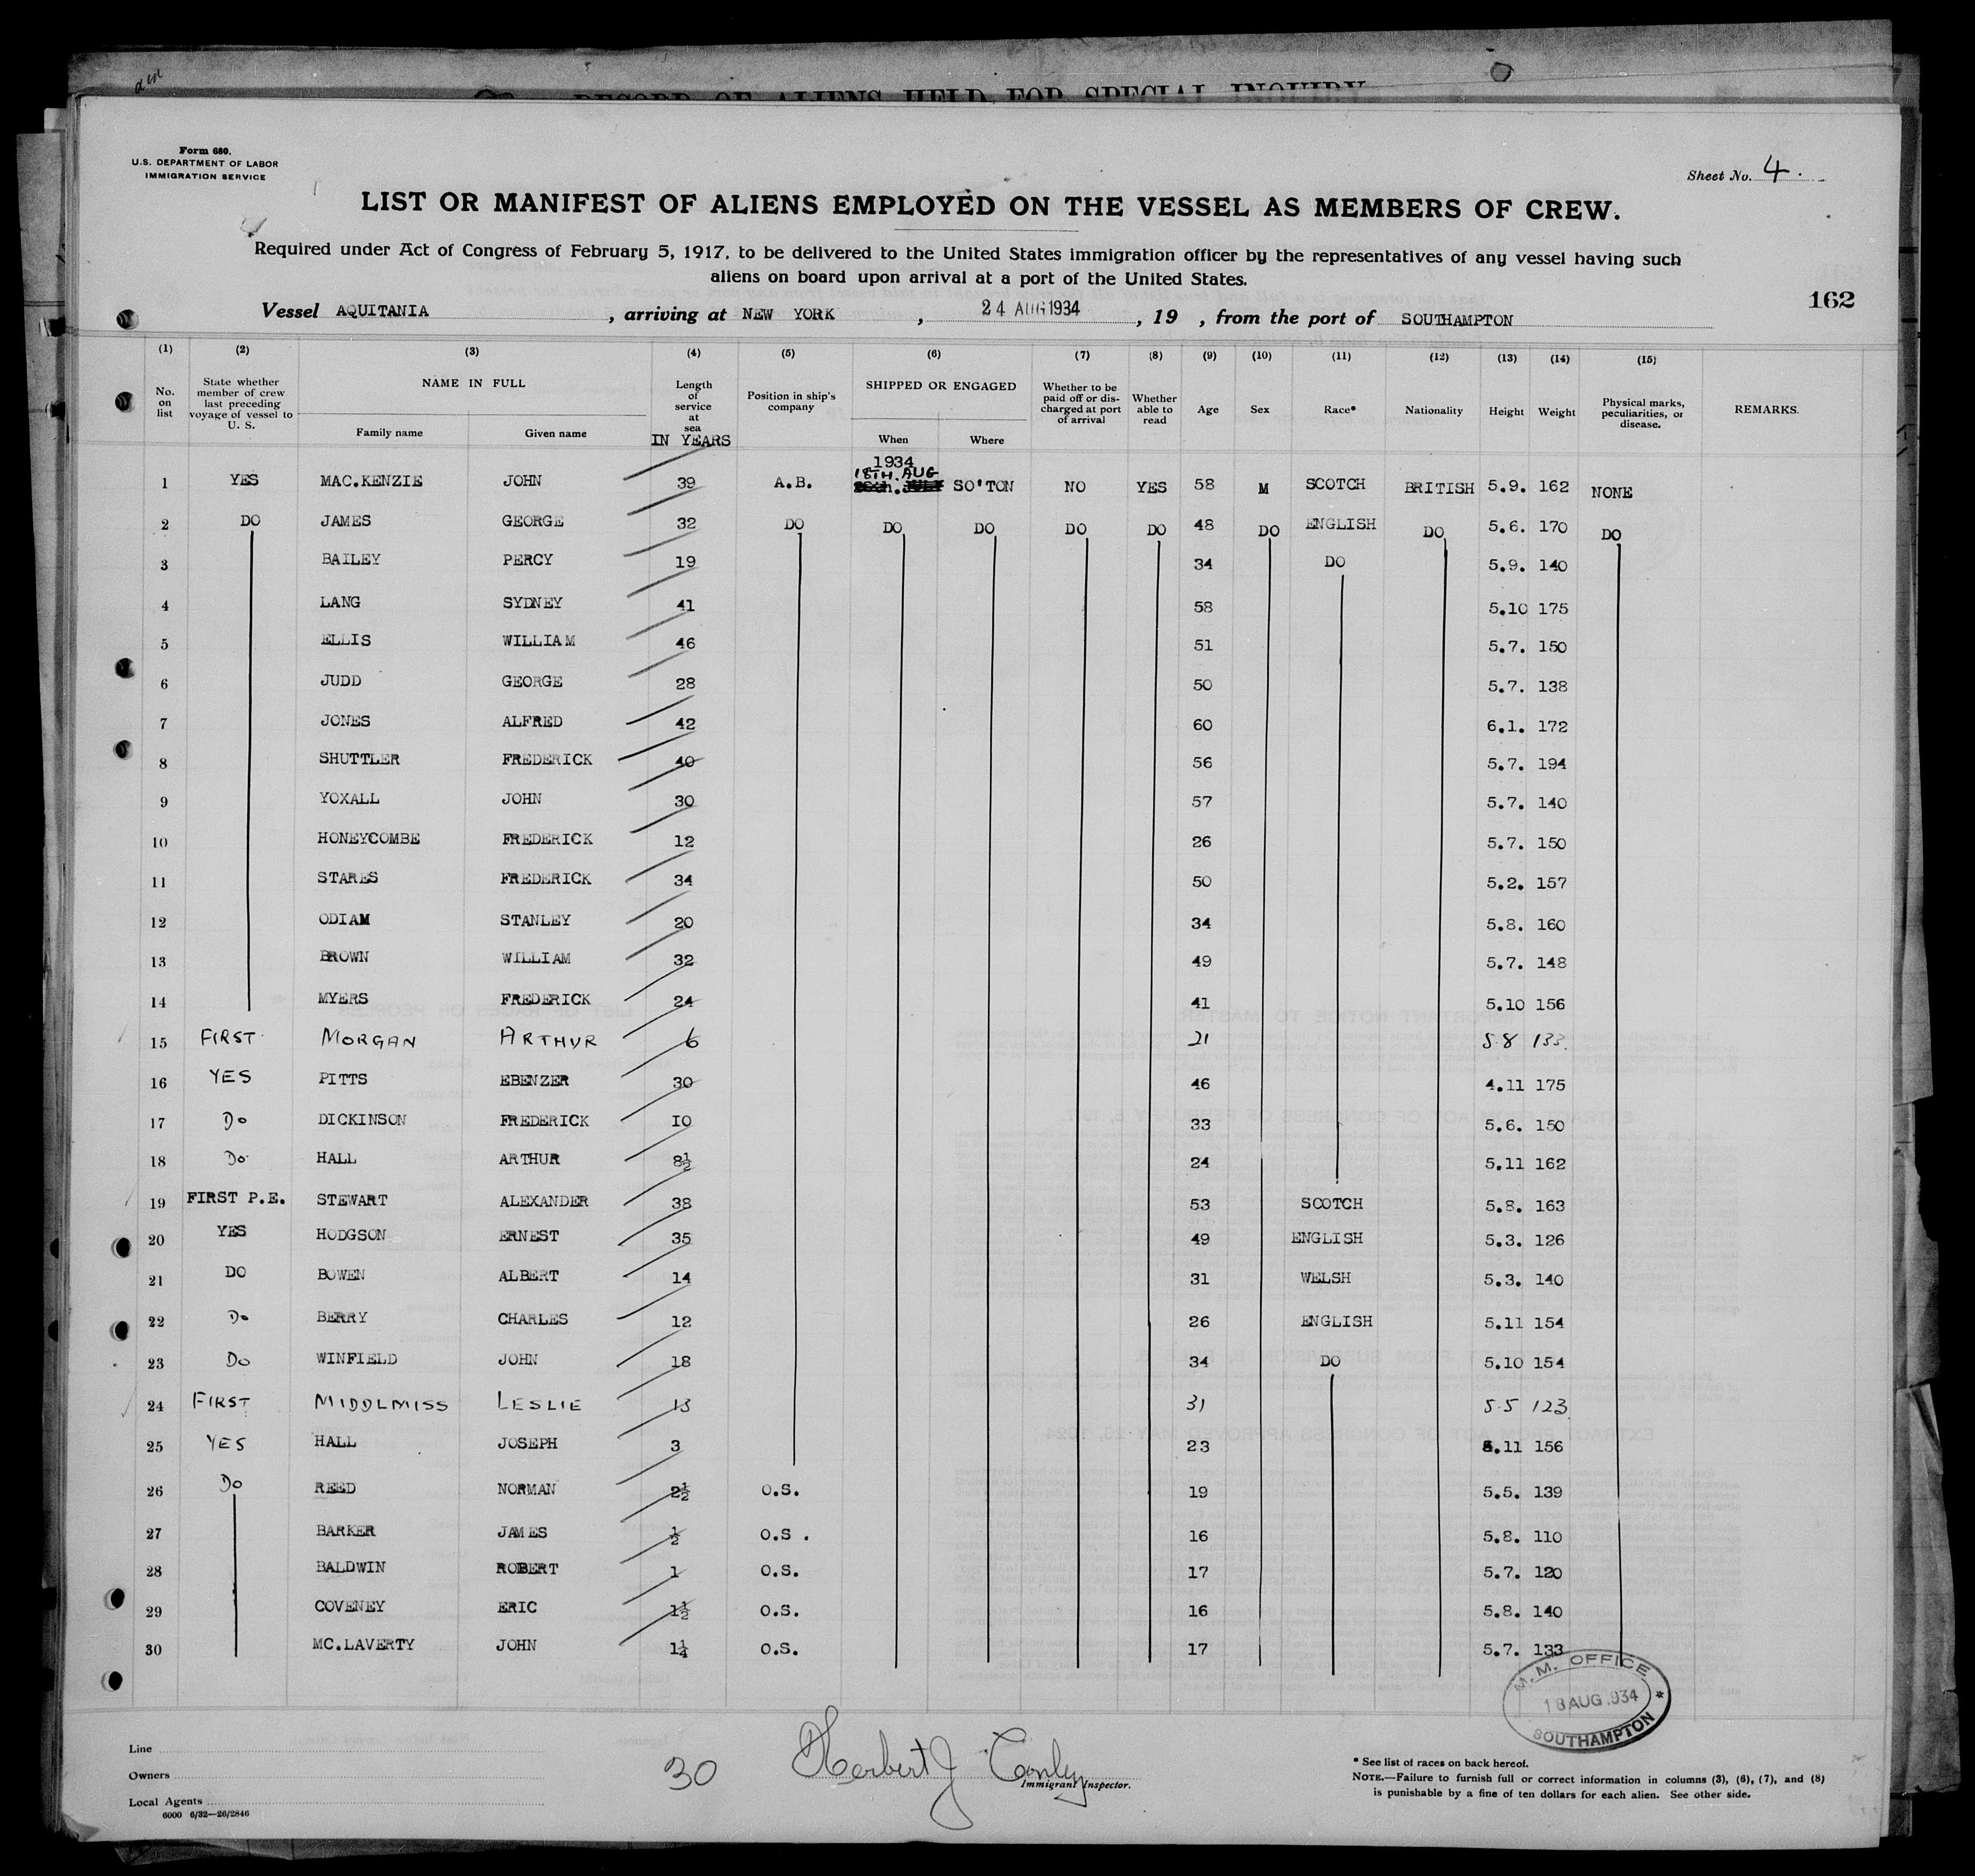 RECORD OF ALIENS HELD FOR SPECIAL INQUIRY
Form 680.
U.S. DEPARTMENT OF LABOR
IMMIGRATION SERVICE
Sheet No. 4.
LIST OR MANIFEST OF ALIENS EMPLOYED ON THE VESSEL AS MEMBERS OF CREW.
Required under Act of Congress of February 5, 1917, to be delivered to the United States immigration officer by the representatives of any vessel having such
aliens on board upon arrival at a port of the United States.
162
Vessel AQUITANIA, arriving at NEW YORK, 24 AUG 1934, 19 , from the port of SOUTHAMPTON
(1) (2) (3) (4) (5) (6) (7) (8) (9) (10) (11) (12) (13) (14) (15)
No. on list State whether member of crew last preceding voyage of vessel to U. S. NAME IN FULL Family name Given name Length of service at sea IN YEARS Position in ship's company SHIPPED OR ENGAGED When Where Whether to be paid off or discharged at port of arrival Whether able to read Age Sex Race* Nationality Height Weight Physical marks, peculiarities, or disease. REMARKS.
1934
1 YES MAC.KENZIE JOHN 39 A.B. 18TH. AUG SO'TON NO YES 58 M SCOTCH BRITISH 5.9. 162 NONE
2 DO JAMES GEORGE 32 DO DO DO DO DO 48 DO ENGLISH DO 5.6. 170 DO
3 BAILEY PERCY 19 34 DO 5.9. 140
4 LANG SYDNEY 41 58 5.10 175
5 ELLIS WILLIAM 46 51 5.7. 150
6 JUDD GEORGE 28 50 5.7. 138
7 JONES ALFRED 42 60 6.1. 172
8 SHUTTLER FREDERICK 40 56 5.7. 194
9 YOXALL JOHN 30 57 5.7. 140
10 HONEYCOMBE FREDERICK 12 26 5.7. 150
11 STARES FREDERICK 34 50 5.2. 157
12 ODIAM STANLEY 20 34 5.8. 160
13 BROWN WILLIAM 32 49 5.7. 148
14 MYERS FREDERICK 24 41 5.10 156
15 FIRST MORGAN ARTHUR 6 21 5.8 133.
16 YES PITTS EBENZER 30 46 4.11 175
17 Do DICKINSON FREDERICK IO 33 5.6. 150
18 Do HALL ARTHUR 8½ 24 5.11 162
19 FIRST P.E. STEWART ALEXANDER 38 53 SCOTCH 5.8. 163
20 YES HODGSON ERNEST 35 49 ENGLISH 5.3. 126
21 DO BOWEN ALBERT 14 31 WELSH 5.3. 140
22 Do BERRY CHARLES 12 26 ENGLISH 5.11 154
23 Do WINFIELD JOHN 18 34 DO 5.10 154
24 FIRST MIDDLMISS LESLIE 13 31 5.5 123
25 YES HALL JOSEPH 3 23 5.11 156
26 Do REED NORMAN 2½ O.S. 19 5.5. 139
27 BARKER JAMES ½ O.S . 16 5.8. 110
28 BALDWIN ROBERT 1 O.S. 17 5.7. 120
29 COVENEY ERIC 1½ O.S. 16 5.8. 140
30 MC.LAVERTY JOHN 1¼ O.S. 17 5.7. 133
M.M. OFFICE
18 AUG .934 *
SOUTHAMPTON
Line
Owners
Local Agents
6000 6/32—26/2846
30
Herbert J Conley
Immigrant Inspector.
* See list of races on back hereof.
NOTE.—Failure to furnish full or correct information in columns (3), (6), (7), and (8)
is punishable by a fine of ten dollars for each alien. See other side.